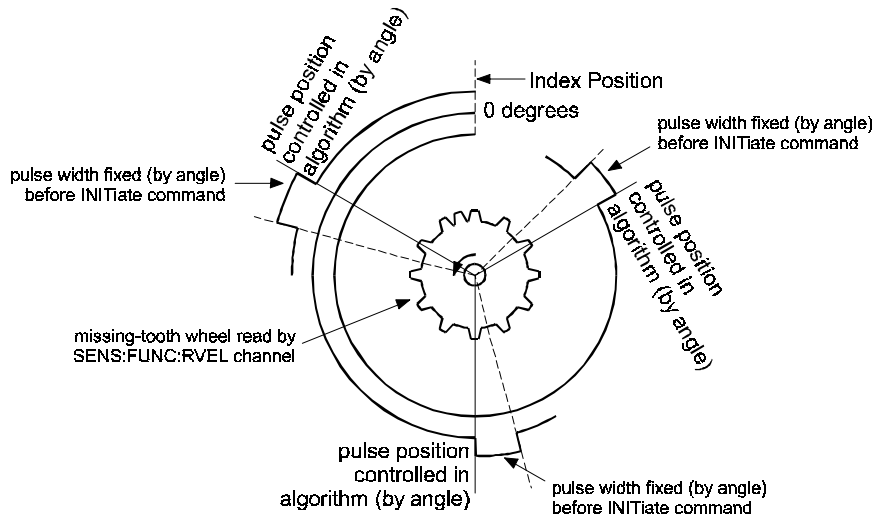 pulse position
controlled in
algorithm (by angle)
Index Position
0 degrees
pulse width fixed (by angle)
before INITiate command
pulse width fixed (by angle)
before INITiate command
pulse position
controlled in
algorithm (by angle)
missing-tooth wheel read by
SENS:FUNC:RVEL channel
pulse position
controlled in
algorithm (by angle)
pulse width fixed (by angle)
before INITiate command